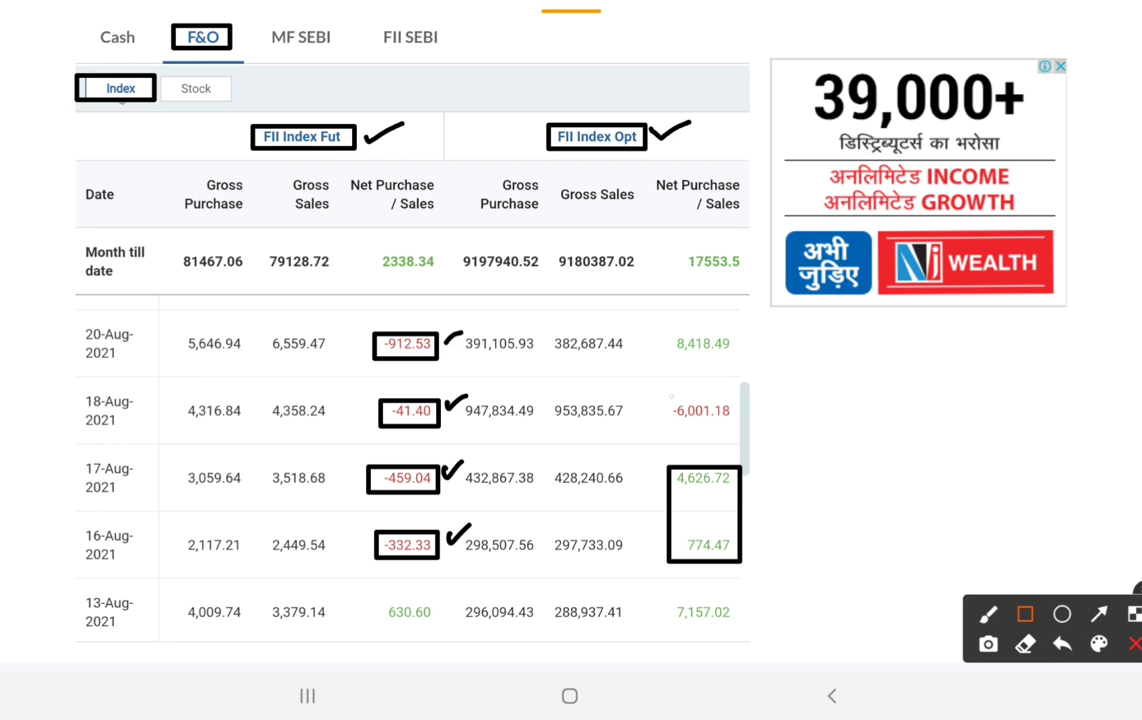 Cash F&O MF SEBI FII SEBI
Index Stock
FII Index Fut FII Index Opt
Date Gross Purchase Gross Sales Net Purchase / Sales Gross Purchase Gross Sales Net Purchase / Sales
Month till date 81467.06 79128.72 2338.34 9197940.52 9180387.02 17553.5
20-Aug-2021 5,646.94 6,559.47 -912.53 391,105.93 382,687.44 8,418.49
18-Aug-2021 4,316.84 4,358.24 -41.40 947,834.49 953,835.67 -6,001.18
17-Aug-2021 3,059.64 3,518.68 -459.04 432,867.38 428,240.66 4,626.72
16-Aug-2021 2,117.21 2,449.54 -332.33 298,507.56 297,733.09 774.47
13-Aug-2021 4,009.74 3,379.14 630.60 296,094.43 288,937.41 7,157.02
39,000+
डिस्ट्रिब्यूटर्स का भरोसा
अनलिमिटेड INCOME
अनलिमिटेड GROWTH
अभी
जुड़िए
Nj WEALTH